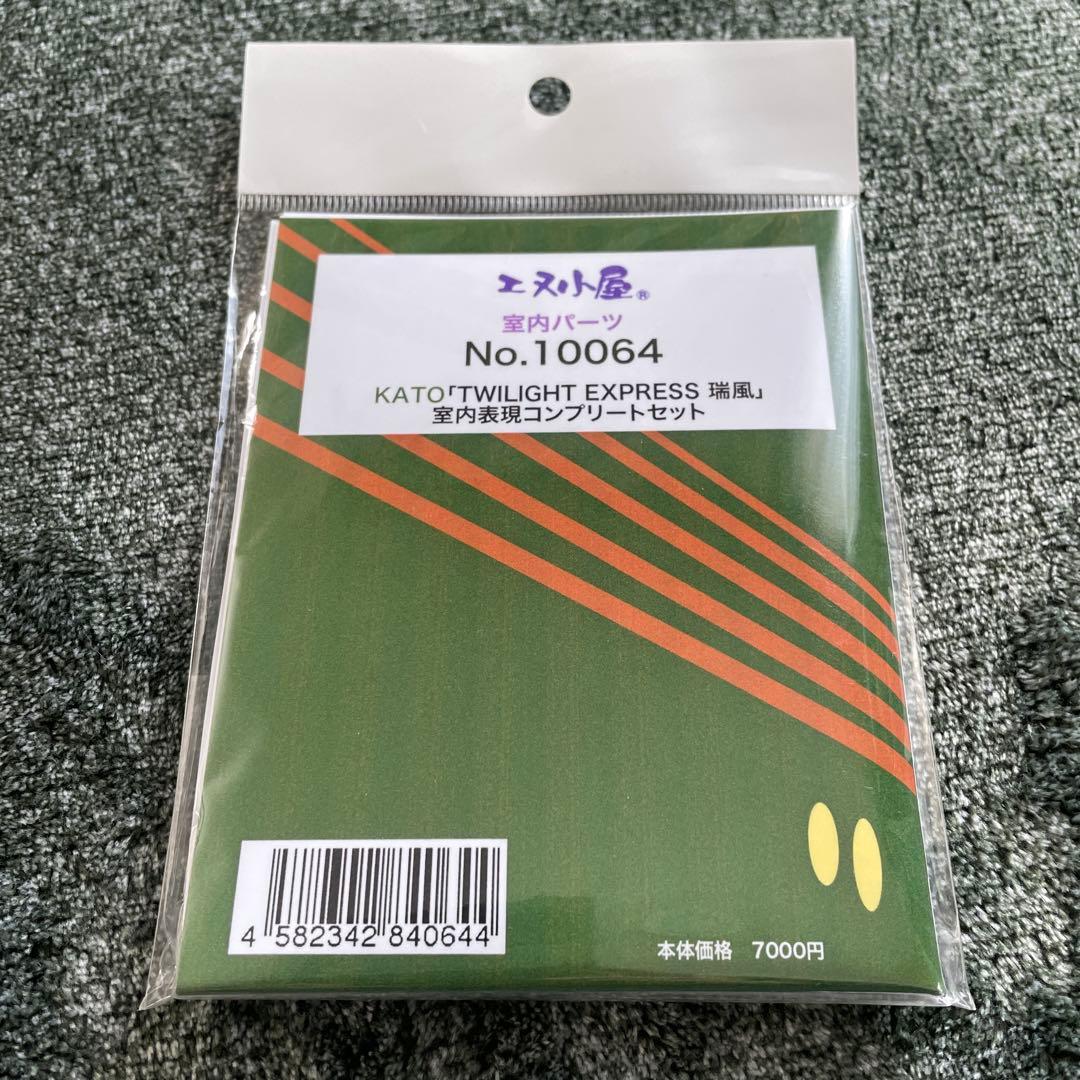 エヌ小屋®
室内パーツ
No.10064
KATO「TWILIGHT EXPRESS 瑞風」
室内表現コンプリートセット
4 582342 840644
本体価格 7000円